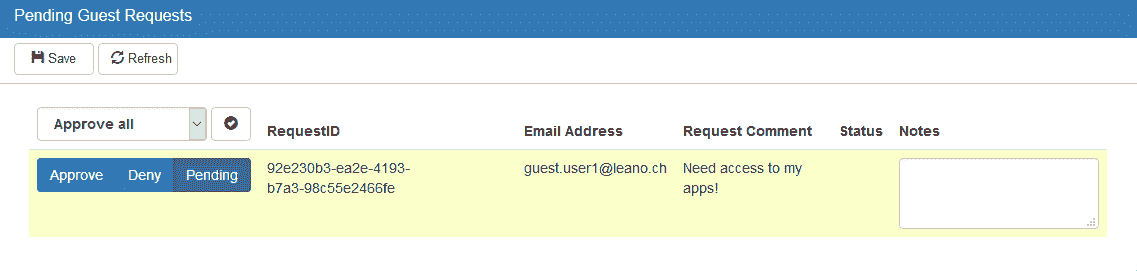 Pending Guest Requests
Save Refresh
Approve all RequestID Email Address Request Comment Status Notes
Approve Deny Pending 92e230b3-ea2e-4193- guest.user1@leano.ch Need access to my
b7a3-98c55e2466fe apps!